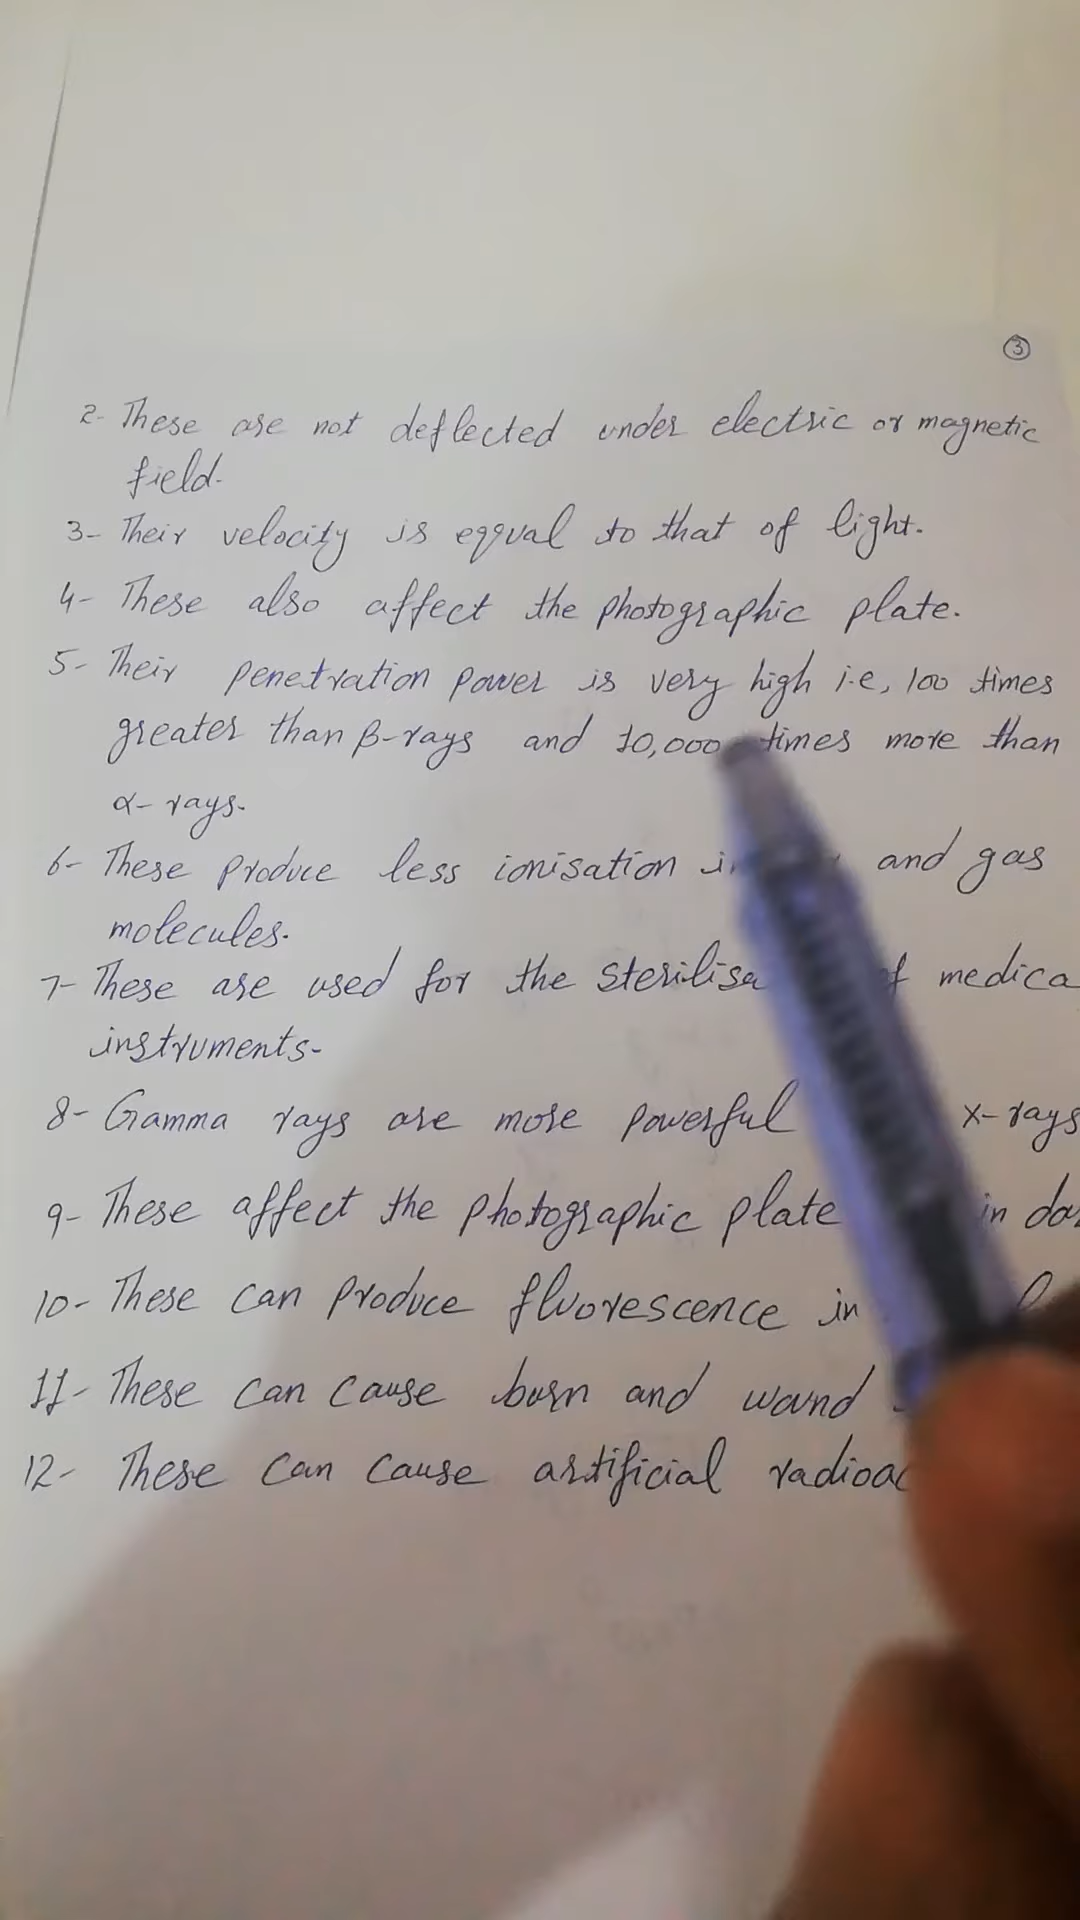 ③
2- These are not deflected under electric or magnetic
field.
3- Their velocity is eqqual to that of light.
4- These also affect the photographic plate.
5- Their penetration power is very high i.e, 100 times
greater than β-rays and 10,000 times more than
α- rays.
6- These produce less ionisation and gas
molecules.
7- These are used for the medica
instruments-
8- Gamma rays are more powerful x-rays
9- These affect the photographic plate in
10- These can produce fluorescence in
11- These can cause burn and wound
12- These can cause artificial